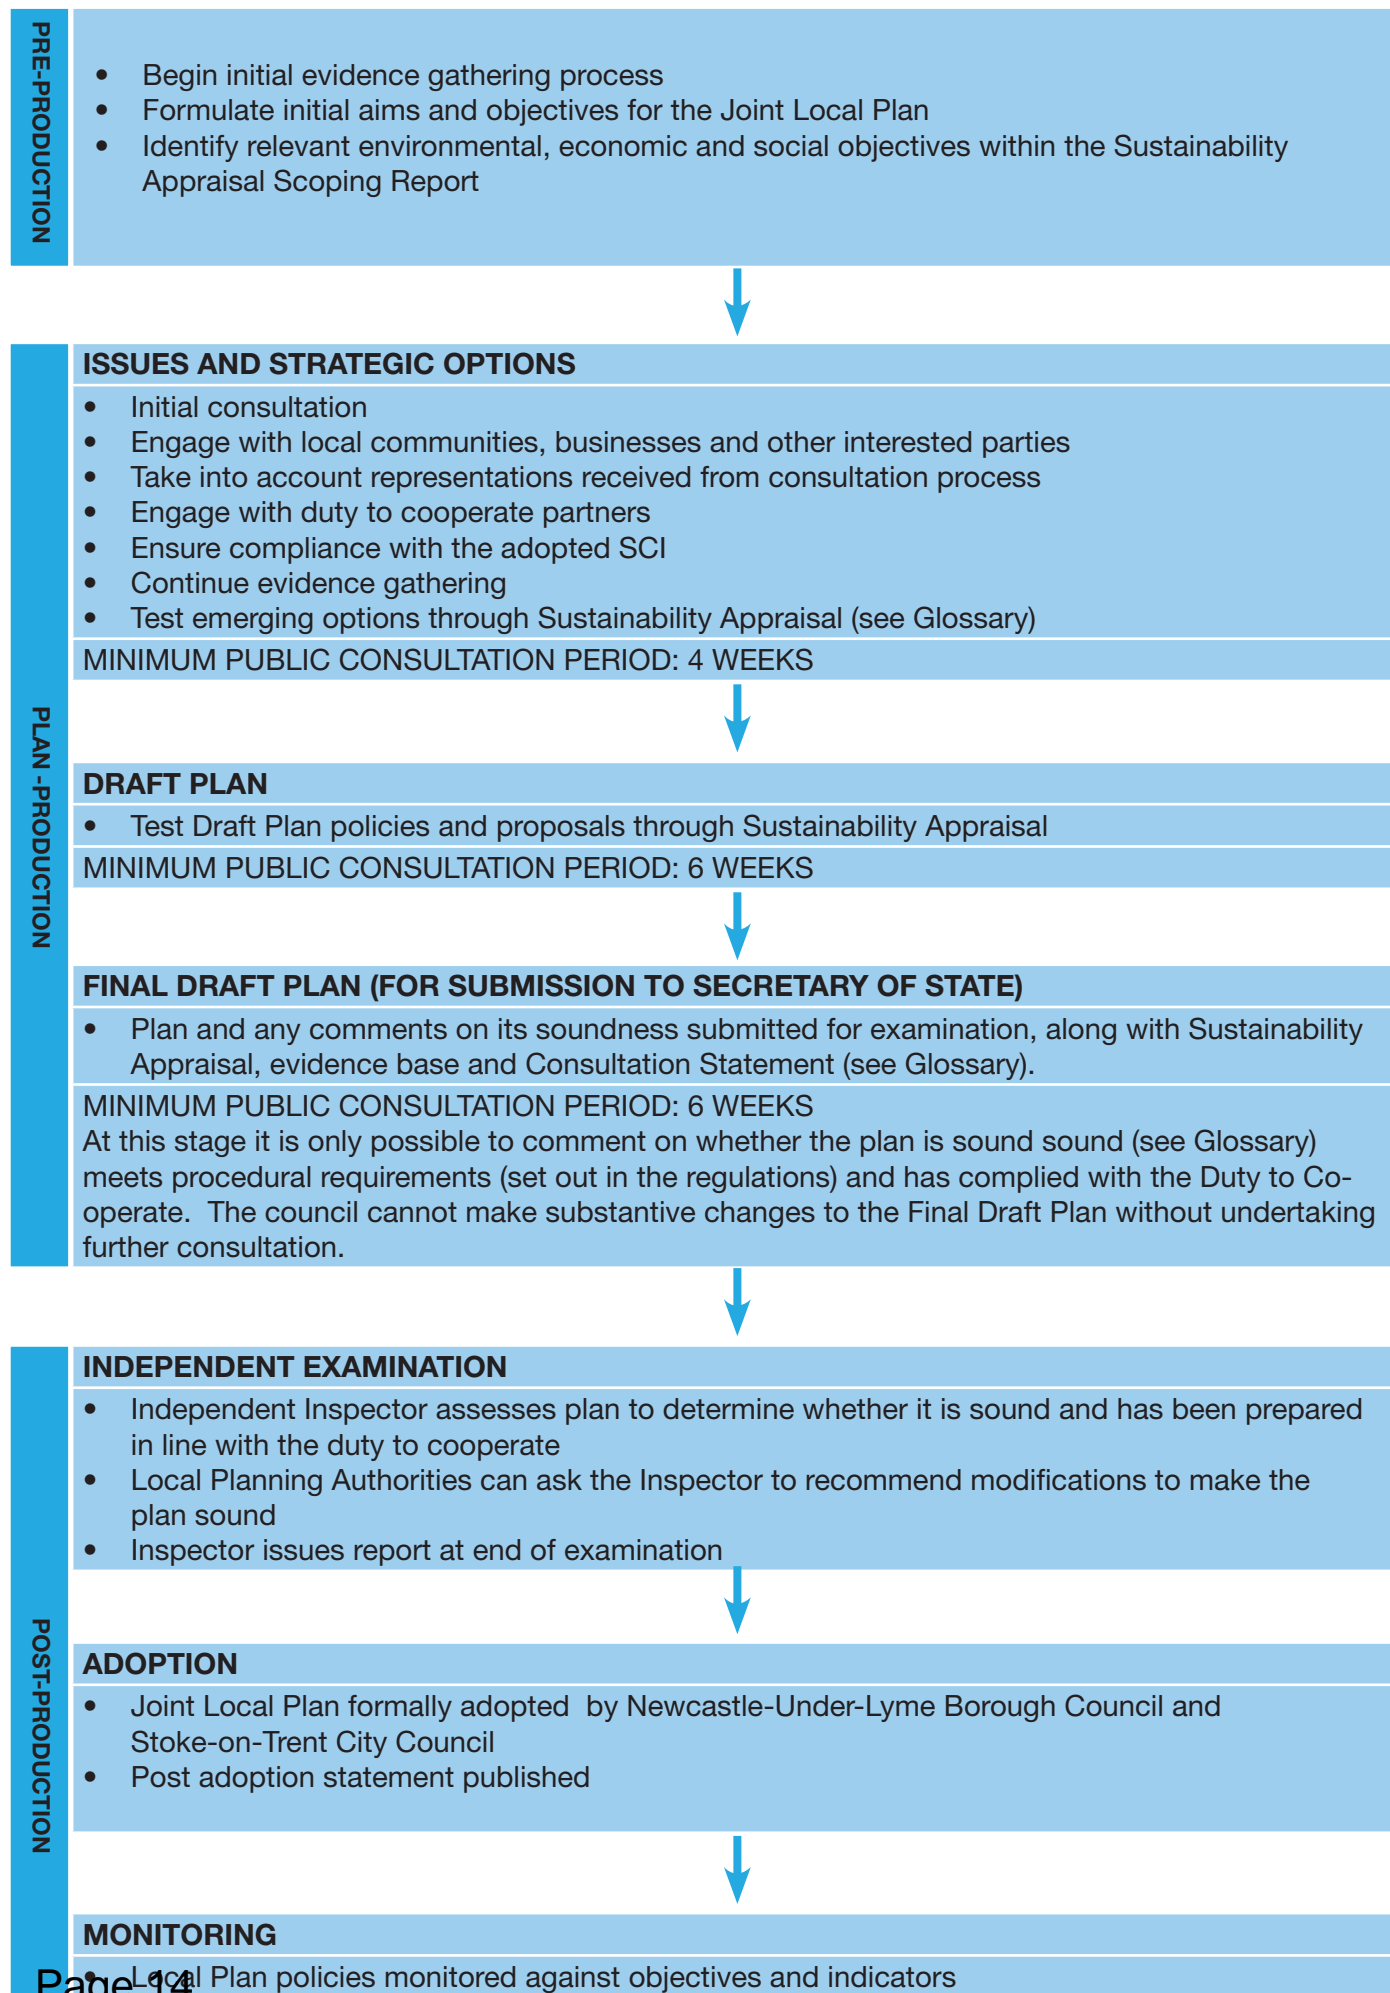 PRE-PRODUCTION
• Begin initial evidence gathering process
• Formulate initial aims and objectives for the Joint Local Plan
• Identify relevant environmental, economic and social objectives within the Sustainability
Appraisal Scoping Report
PLAN -PRODUCTION
ISSUES AND STRATEGIC OPTIONS
• Initial consultation
• Engage with local communities, businesses and other interested parties
• Take into account representations received from consultation process
• Engage with duty to cooperate partners
• Ensure compliance with the adopted SCI
• Continue evidence gathering
• Test emerging options through Sustainability Appraisal (see Glossary)
MINIMUM PUBLIC CONSULTATION PERIOD: 4 WEEKS
DRAFT PLAN
• Test Draft Plan policies and proposals through Sustainability Appraisal
MINIMUM PUBLIC CONSULTATION PERIOD: 6 WEEKS
FINAL DRAFT PLAN (FOR SUBMISSION TO SECRETARY OF STATE)
• Plan and any comments on its soundness submitted for examination, along with Sustainability
Appraisal, evidence base and Consultation Statement (see Glossary).
MINIMUM PUBLIC CONSULTATION PERIOD: 6 WEEKS
At this stage it is only possible to comment on whether the plan is sound sound (see Glossary)
meets procedural requirements (set out in the regulations) and has complied with the Duty to Co-
operate.  The council cannot make substantive changes to the Final Draft Plan without undertaking
further consultation.
POST-PRODUCTION
INDEPENDENT EXAMINATION
• Independent Inspector assesses plan to determine whether it is sound and has been prepared
in line with the duty to cooperate
• Local Planning Authorities can ask the Inspector to recommend modifications to make the
plan sound
• Inspector issues report at end of examination
ADOPTION
• Joint Local Plan formally adopted  by Newcastle-Under-Lyme Borough Council and
Stoke-on-Trent City Council
• Post adoption statement published
MONITORING
• Local Plan policies monitored against objectives and indicators
Page 14